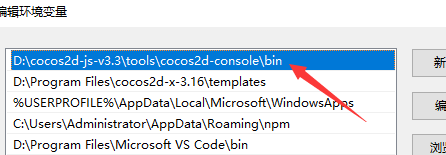 编辑环境变量
D:\cocos2d-js-v3.3\tools\cocos2d-console\bin
D:\Program Files\cocos2d-x-3.16\templates
%USERPROFILE%\AppData\Local\Microsoft\WindowsApps
C:\Users\Administrator\AppData\Roaming\npm
D:\Program Files\Microsoft VS Code\bin
新
编
浏